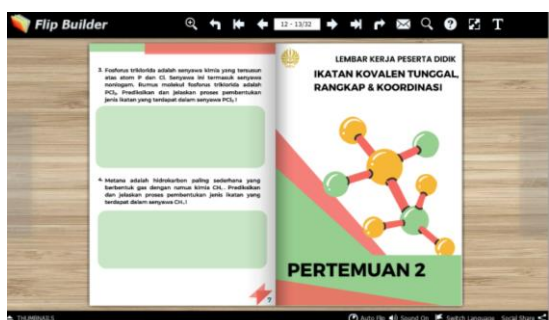 Flip Builder
12 - 13/32
3. Fosforus triklorida adalah senyawa kimia yang tersusun
atas atom P dan Cl. Senyawa ini termasuk senyawa
nonlogam. Rumus molekul fosforus triklorida adalah
PCl₃. Prediksikan dan jelaskan proses pembentukan
jenis ikatan yang terdapat dalam senyawa PCl₃ !
4. Metana adalah hidrokarbon paling sederhana yang
berbentuk gas dengan rumus kimia CH₄ . Prediksikan
dan jelaskan proses pembentukan jenis ikatan yang
terdapat dalam senyawa CH₄ !
7
LEMBAR KERJA PESERTA DIDIK
IKATAN KOVALEN TUNGGAL,
RANGKAP & KOORDINASI
PERTEMUAN 2
THUMBNAILS
Auto Flip Sound On Switch Language Social Share